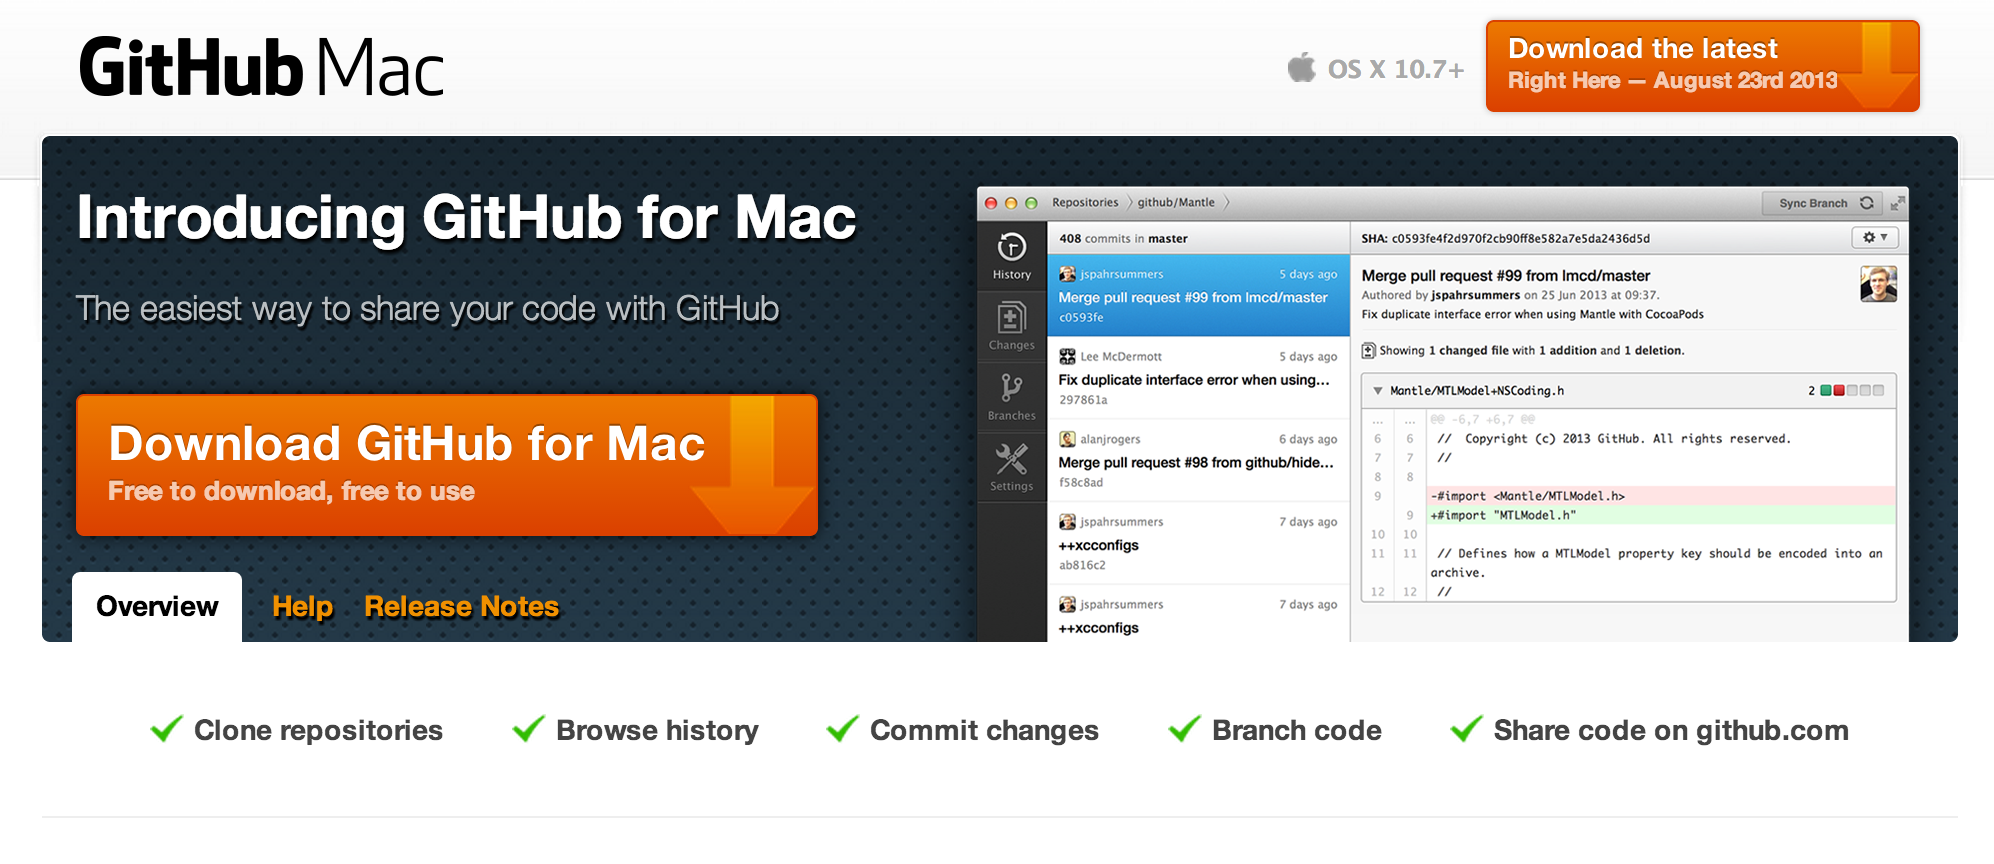 GitHub Mac
OS X 10.7+
Download the latest
Right Here — August 23rd 2013
Introducing GitHub for Mac
The easiest way to share your code with GitHub
Download GitHub for Mac
Free to download, free to use
Overview
Help
Release Notes
Repositories
github/Mantle
Sync Branch
History
Changes
Branches
Settings
408 commits in master
jspahrsummers 5 days ago
Merge pull request #99 from lmcd/master
c0593fe
Lee McDermott 5 days ago
Fix duplicate interface error when using...
297861a
alanjrogers 6 days ago
Merge pull request #98 from github/hide...
f58c8ad
jspahrsummers 7 days ago
++xcconfigs
ab816c2
jspahrsummers 7 days ago
++xcconfigs
SHA: c0593fe4f2d970f2cb90ff8e582a7e5da2436d5d
Merge pull request #99 from lmcd/master
Authored by jspahrsummers on 25 Jun 2013 at 09:37.
Fix duplicate interface error when using Mantle with CocoaPods
Showing 1 changed file with 1 addition and 1 deletion.
Mantle/MTLModel+NSCoding.h 2
... ... @@ -6,7 +6,7 @@
6 6 // Copyright (c) 2013 GitHub. All rights reserved.
7 7 //
8 8
9 -#import <Mantle/MTLModel.h>
9 +#import "MTLModel.h"
10 10
11 11 // Defines how a MTLModel property key should be encoded into an
archive.
12 12 //
Clone repositories
Browse history
Commit changes
Branch code
Share code on github.com